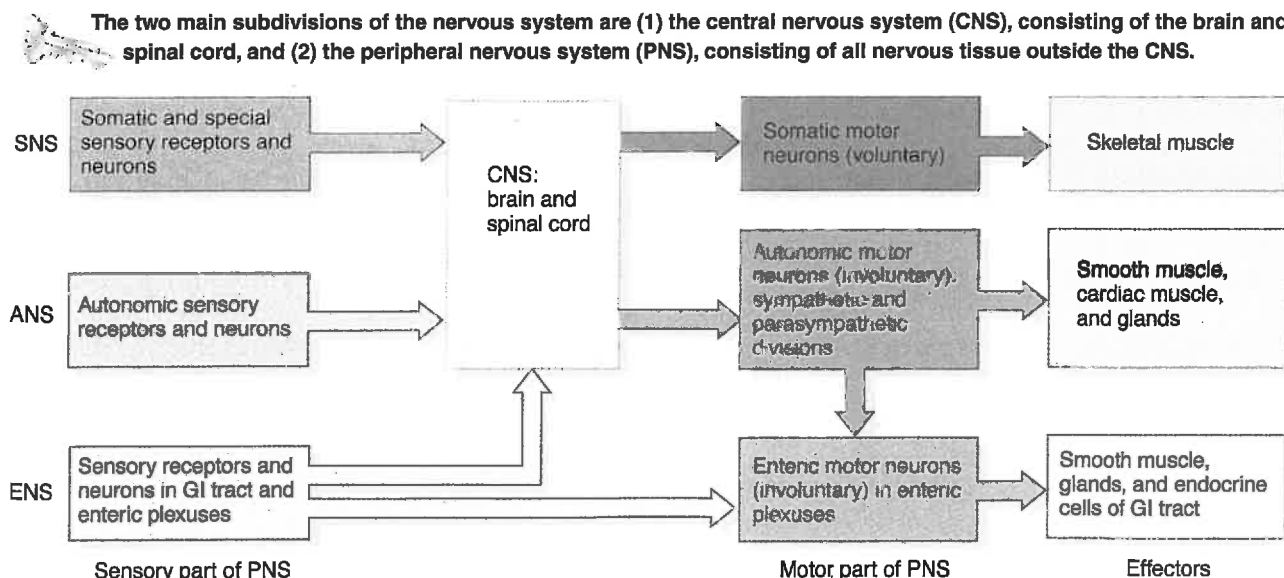 The two main subdivisions of the nervous system are (1) the central nervous system (CNS), consisting of the brain and
spinal cord, and (2) the peripheral nervous system (PNS), consisting of all nervous tissue outside the CNS.
SNS
Somatic and special
sensory receptors and
neurons
CNS:
brain and
spinal cord
Somatic motor
neurons (voluntary)
Skeletal muscle
ANS
Autonomic sensory
receptors and neurons
Autonomic motor
neurons (involuntary):
sympathetic and
parasympathetic
divisions
Smooth muscle,
cardiac muscle,
and glands
ENS
Sensory receptors and
neurons in GI tract and
enteric plexuses
Enteric motor neurons
(involuntary) in enteric
plexuses
Smooth muscle,
glands, and endocrine
cells of GI tract
Sensory part of PNS
Motor part of PNS
Effectors